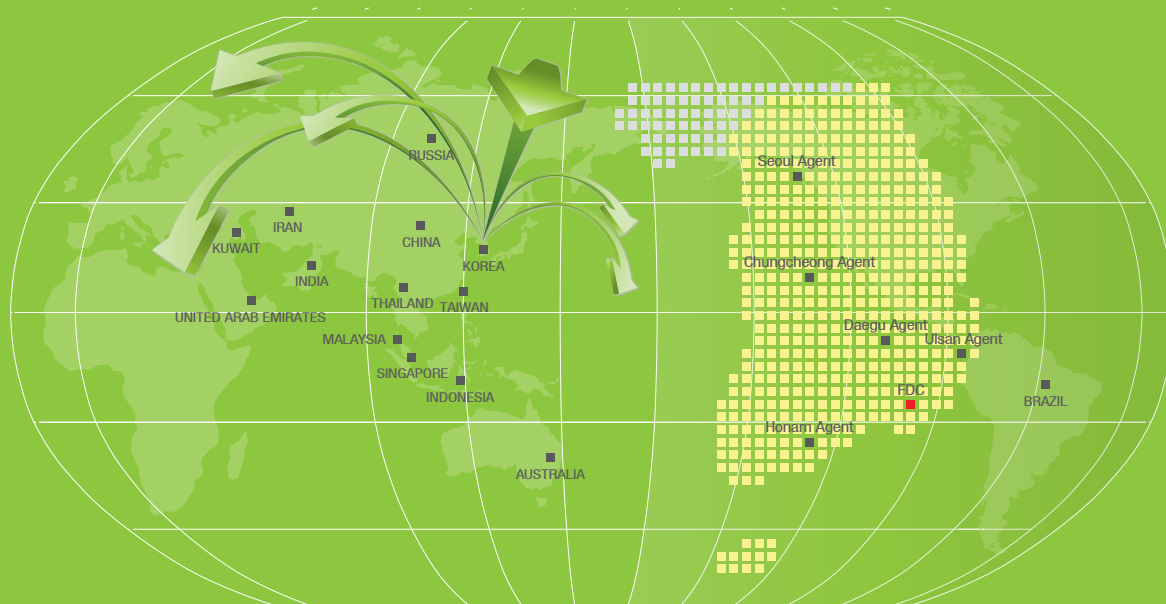 RUSSIA
Seoul Agent
IRAN
KUWAIT
CHINA
KOREA
Chungcheong Agent
INDIA
THAILAND
TAIWAN
UNITED ARAB EMIRATES
Daegu Agent
Ulsan Agent
MALAYSIA
SINGAPORE
INDONESIA
FDC
BRAZIL
Honam Agent
AUSTRALIA